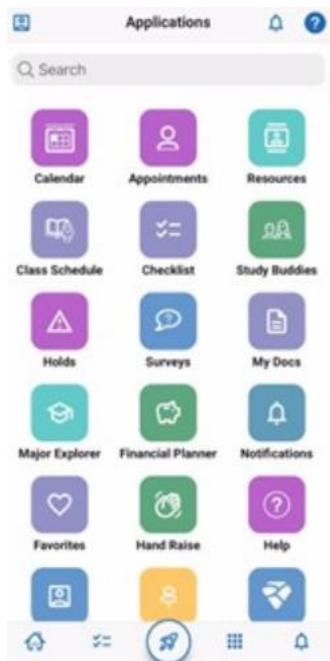 Applications
Search
Calendar Appointments Resources
Class Schedule Checklist Study Buddies
Holds Surveys My Docs
Major Explorer Financial Planner Notifications
Favorites Hand Raise Help